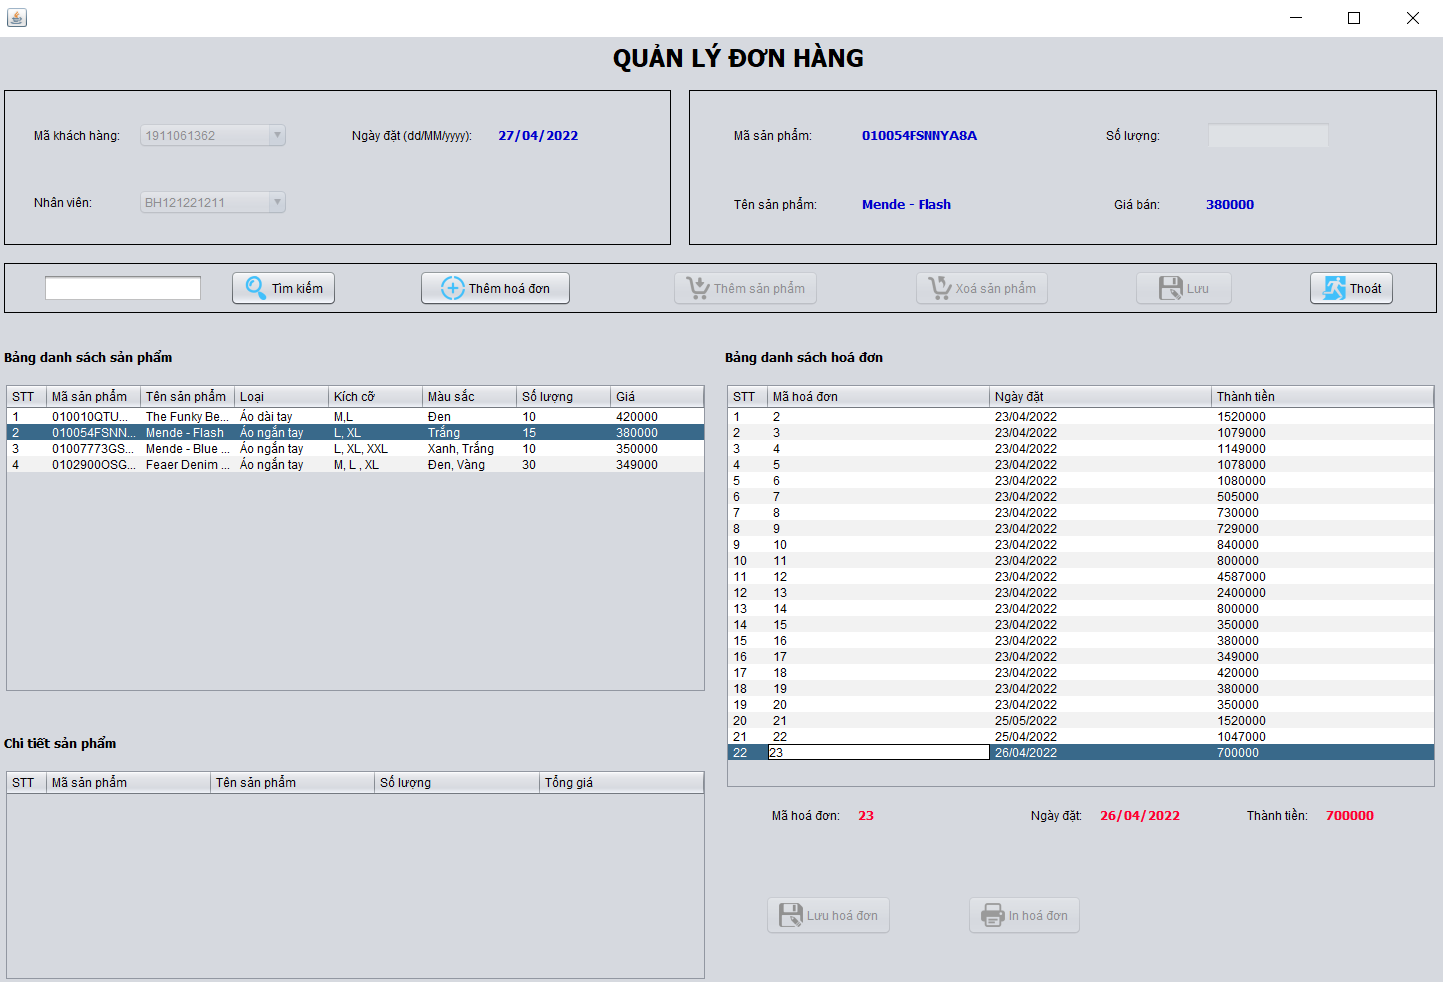 QUẢN LÝ ĐƠN HÀNG
Mã khách hàng: 1911061362 Ngày đặt (dd/MM/yyyy): 27/04/2022
Nhân viên: BH121221211
Mã sản phẩm: 010054FSNNYA8A Số lượng:
Tên sản phẩm: Mende - Flash Giá bán: 380000
Tìm kiếm Thêm hoá đơn Thêm sản phẩm Xoá sản phẩm Lưu Thoát
Bảng danh sách sản phẩm
STT Mã sản phẩm Tên sản phẩm Loại Kích cỡ Màu sắc Số lượng Giá
1 010010QTU... The Funky Be... Áo dài tay M,L Đen 10 420000
2 010054FSNN... Mende - Flash Áo ngắn tay L, XL Trắng 15 380000
3 01007773GS... Mende - Blue ... Áo ngắn tay L, XL, XXL Xanh, Trắng 10 350000
4 0102900OSG... Feaer Denim ... Áo ngắn tay M, L , XL Đen, Vàng 30 349000
Chi tiết sản phẩm
STT Mã sản phẩm Tên sản phẩm Số lượng Tổng giá
Bảng danh sách hoá đơn
STT Mã hoá đơn Ngày đặt Thành tiền
1 2 23/04/2022 1520000
2 3 23/04/2022 1079000
3 4 23/04/2022 1149000
4 5 23/04/2022 1078000
5 6 23/04/2022 1080000
6 7 23/04/2022 505000
7 8 23/04/2022 730000
8 9 23/04/2022 729000
9 10 23/04/2022 840000
10 11 23/04/2022 800000
11 12 23/04/2022 4587000
12 13 23/04/2022 2400000
13 14 23/04/2022 800000
14 15 23/04/2022 350000
15 16 23/04/2022 380000
16 17 23/04/2022 349000
17 18 23/04/2022 420000
18 19 23/04/2022 380000
19 20 23/04/2022 350000
20 21 25/05/2022 1520000
21 22 25/04/2022 1047000
22 23 26/04/2022 700000
Mã hoá đơn: 23 Ngày đặt: 26/04/2022 Thành tiền: 700000
Lưu hoá đơn In hoá đơn